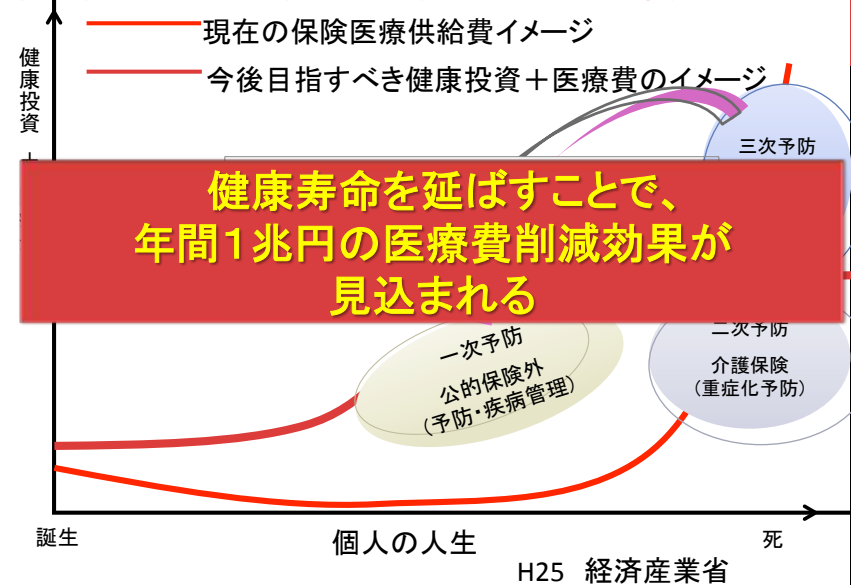 現在の保険医療供給費イメージ
今後目指すべき健康投資＋医療費のイメージ
健康投資
三次予防
健康寿命を延ばすことで、
年間１兆円の医療費削減効果が
見込まれる
一次予防
公的保険外
（予防・疾病管理）
二次予防
介護保険
（重症化予防）
誕生
個人の人生
死
H25 経済産業省